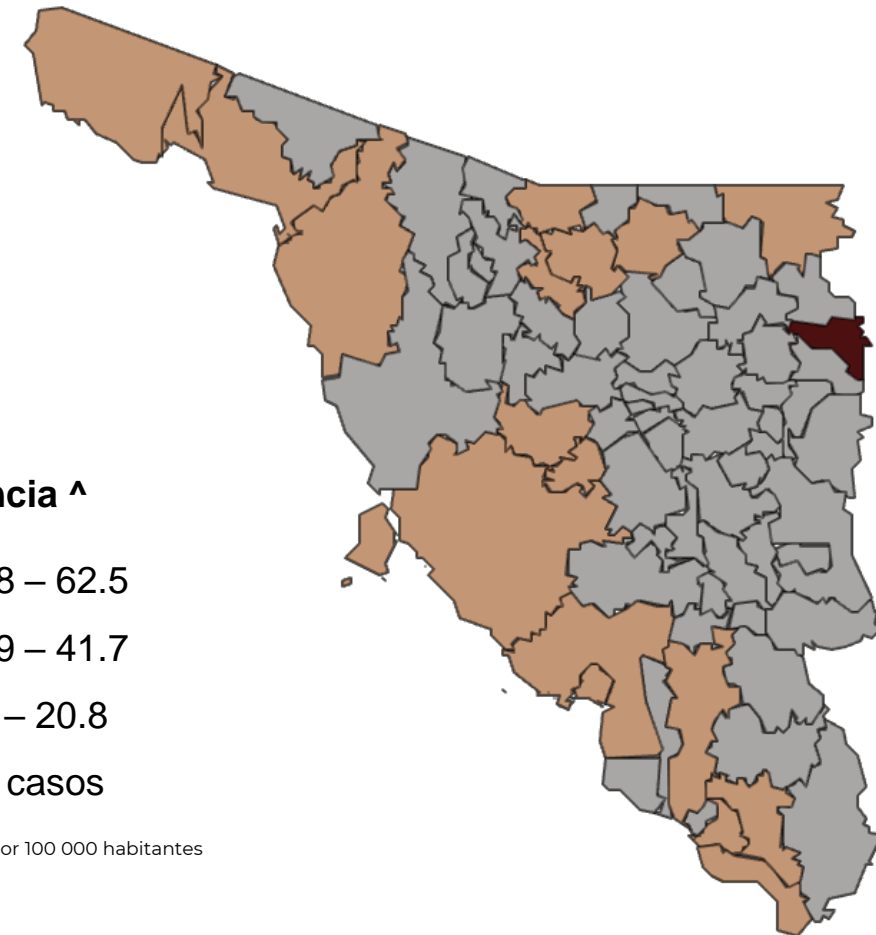 ncia ^
8 – 62.5
9 – 41.7
– 20.8
casos
or 100 000 habitantes